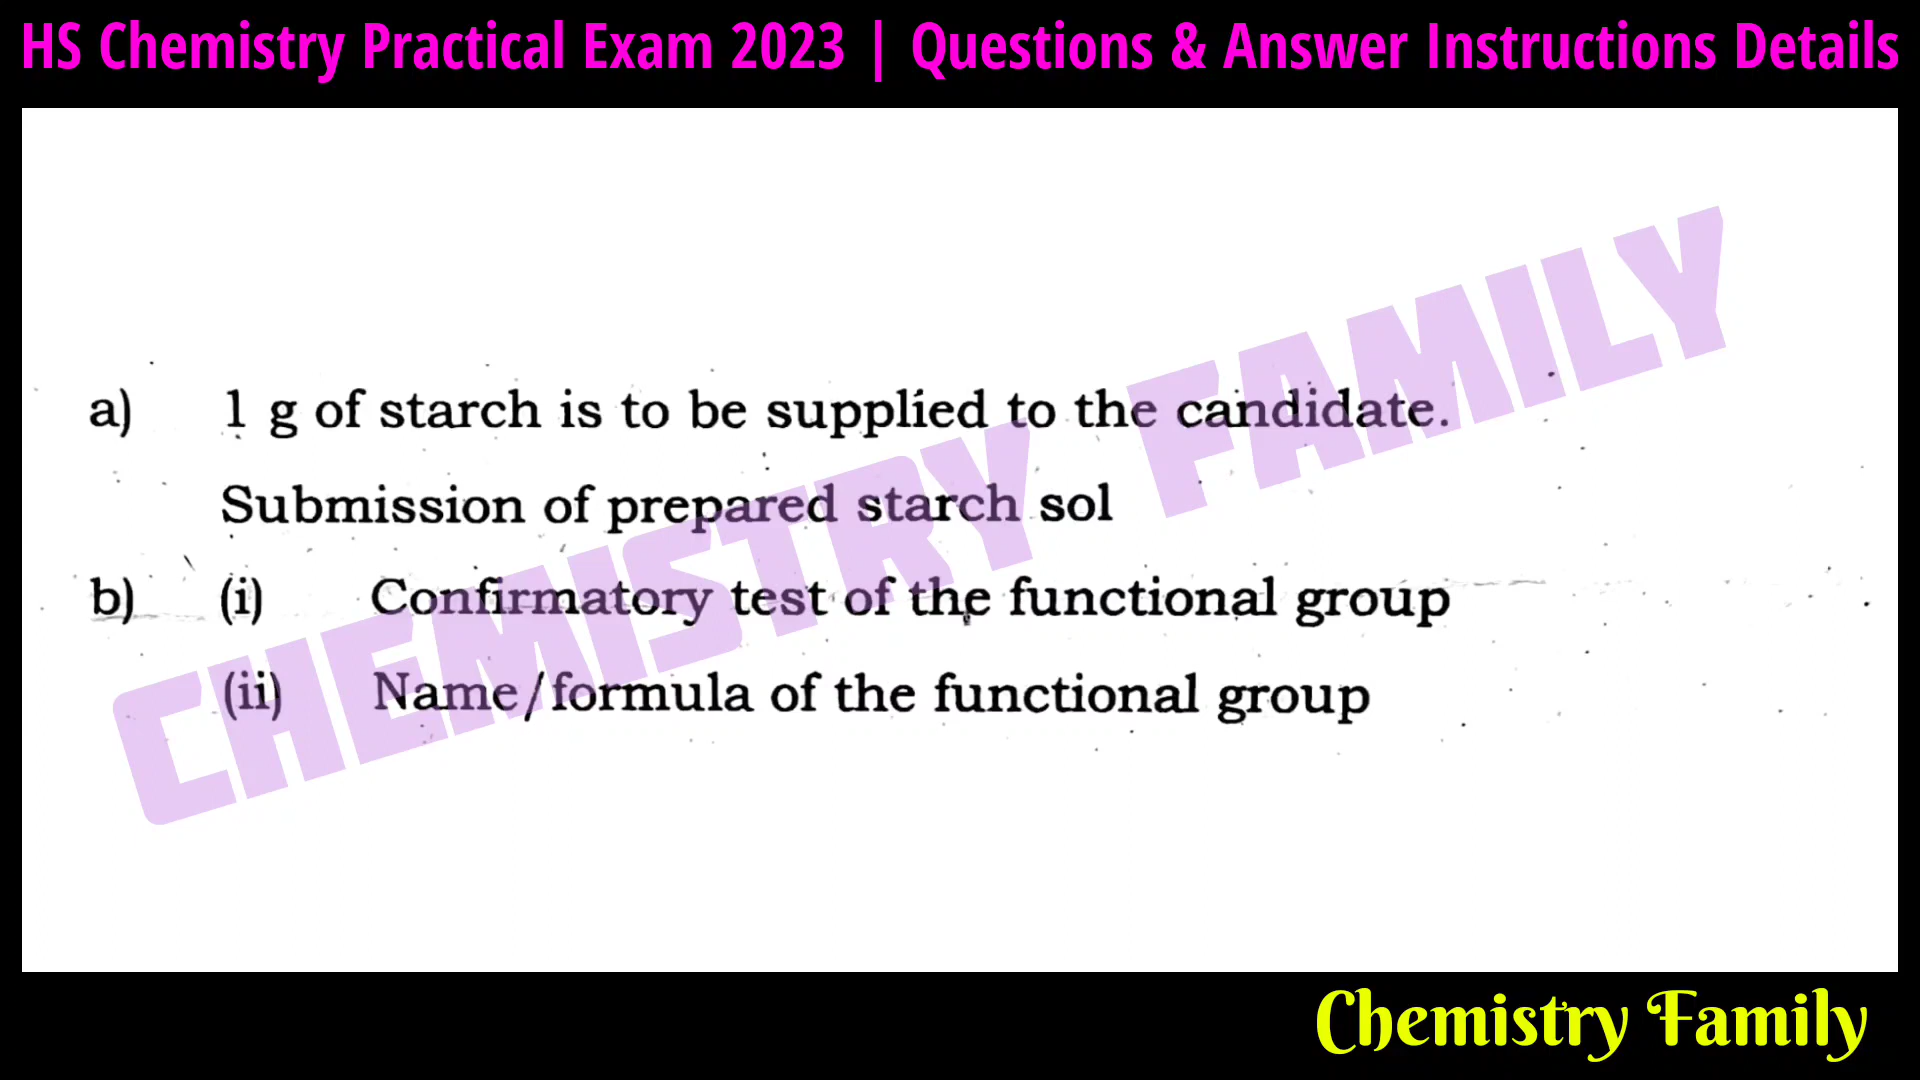 HS Chemistry Practical Exam 2023 | Questions & Answer Instructions Details
a) 1 g of starch is to be supplied to the candidate.
Submission of prepared starch sol
b) (i) Confirmatory test of the functional group
(ii) Name/formula of the functional group
CHEMISTRY FAMILY
Chemistry Family